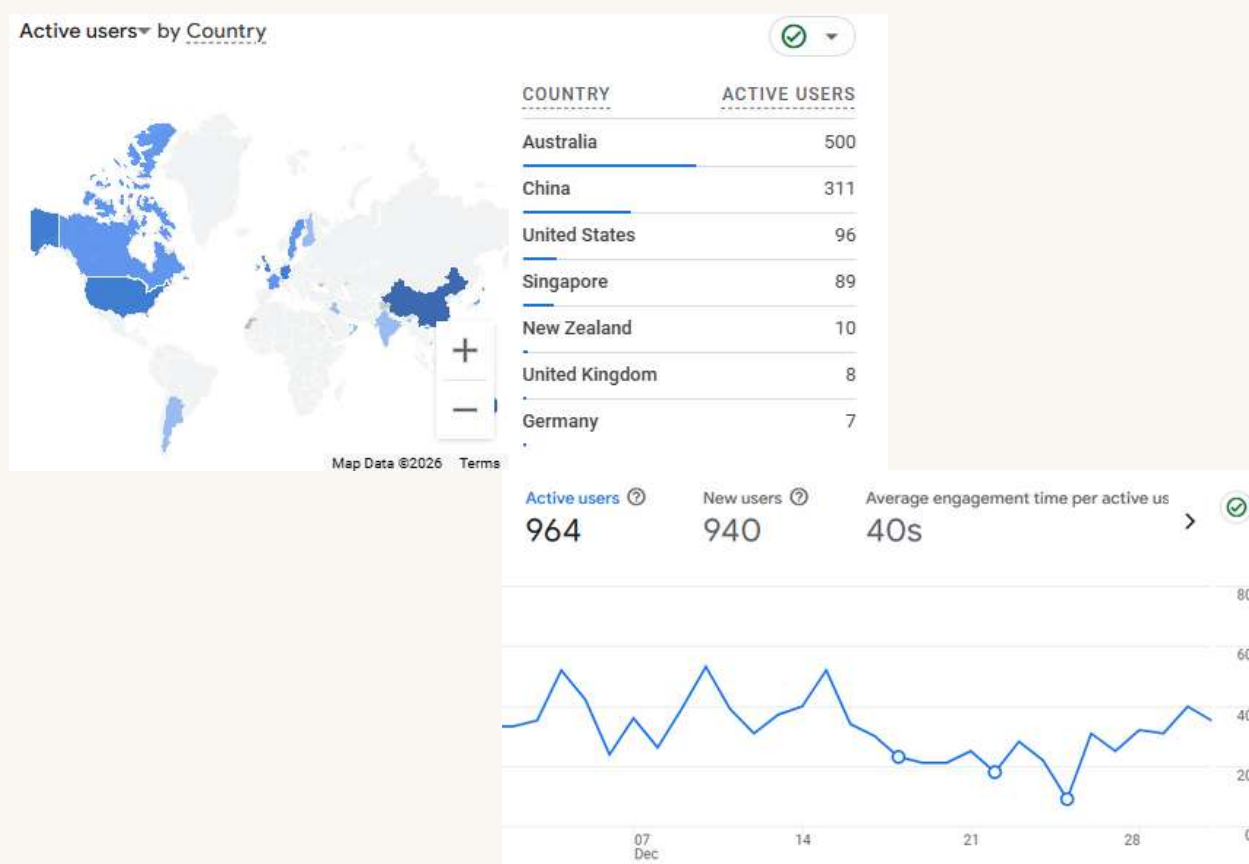 Active users by Country
COUNTRY ACTIVE USERS
Australia 500
China 311
United States 96
Singapore 89
New Zealand 10
United Kingdom 8
Germany 7
Map Data ©2026 Terms
Active users New users Average engagement time per active us
964 940 40s
80
60
40
20
0
07 14 21 28
Dec